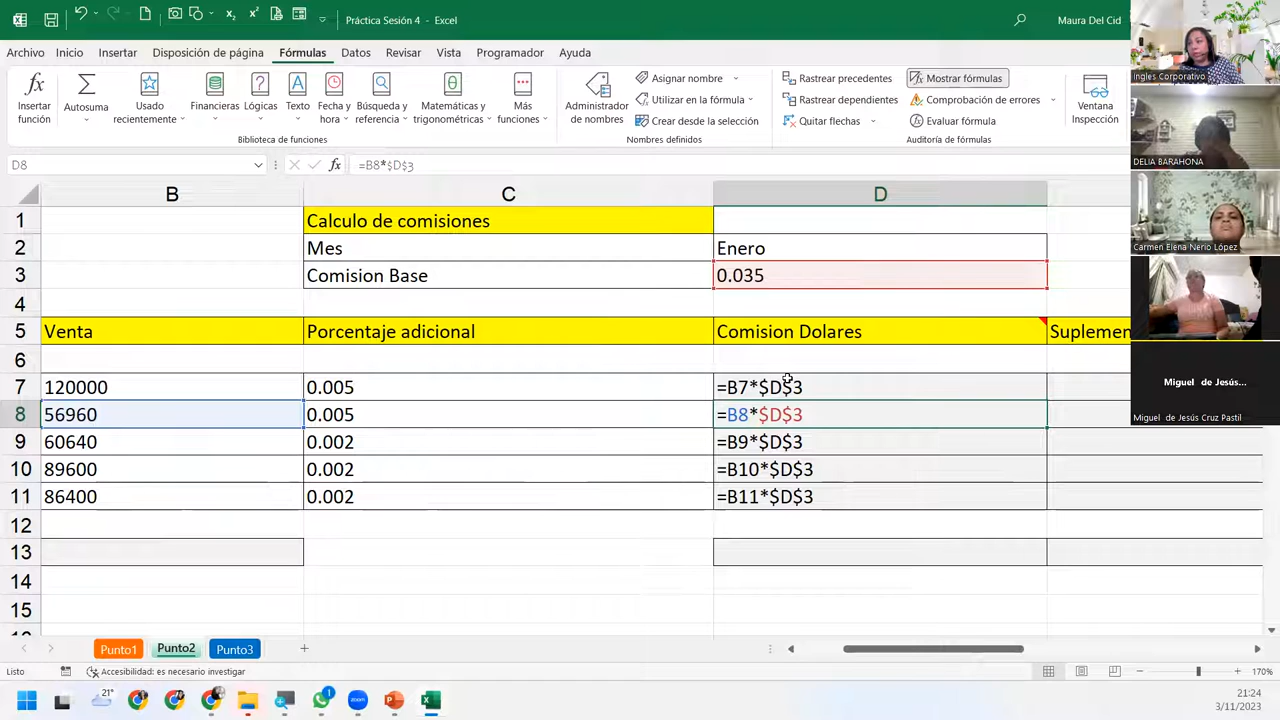 Práctica Sesión 4 - Excel
Maura Del Cid
Archivo Inicio Insertar Disposición de página Fórmulas Datos Revisar Vista Programador Ayuda
Insertar función
Autosuma
Usado recientemente
Financieras
Lógicas
Texto
Fecha y hora
Búsqueda y referencia
Matemáticas y trigonométricas
Más funciones
Biblioteca de funciones
Administrador de nombres
Asignar nombre
Utilizar en la fórmula
Crear desde la selección
Nombres definidos
Rastrear precedentes
Rastrear dependientes
Quitar flechas
Mostrar fórmulas
Comprobación de errores
Evaluar fórmula
Auditoría de fórmulas
Ventana Inspección
D8 fx =B8*$D$3
B C D
1 Calculo de comisiones
2 Mes Enero
3 Comision Base 0.035
4
5 Venta Porcentaje adicional Comision Dolares Suplemen
6
7 120000 0.005 =B7*$D$3
8 56960 0.005 =B8*$D$3
9 60640 0.002 =B9*$D$3
10 89600 0.002 =B10*$D$3
11 86400 0.002 =B11*$D$3
12
13
14
15
Ingles Corporativo
DELIA BARAHONA
Carmen Elena Nerio López
Miguel de Jesús...
Miguel de Jesús Cruz Pastil
Punto1 Punto2 Punto3
Listo Accesibilidad: es necesario investigar 170%
21°
1
zoom
21:24
3/11/2023